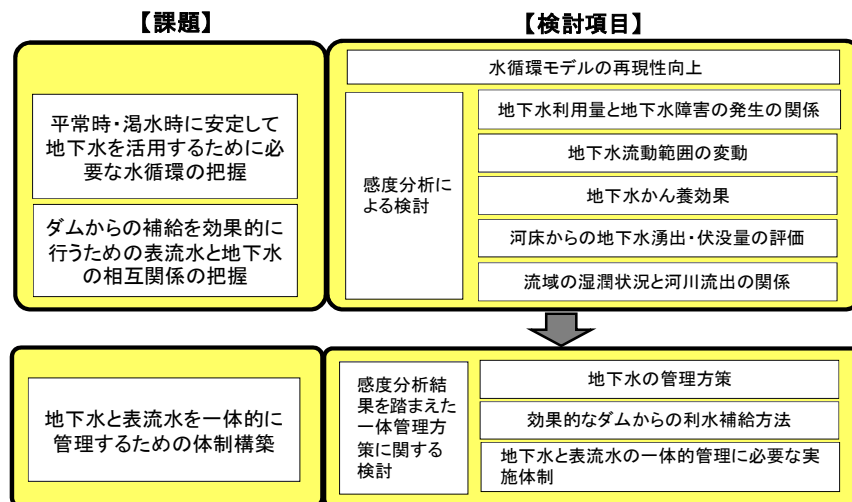 【課題】
【検討項目】
平常時・渇水時に安定して
地下水を活用するために必
要な水循環の把握
ダムからの補給を効果的に
行うための表流水と地下水
の相互関係の把握
水循環モデルの再現性向上
感度分析に
よる検討
地下水利用量と地下水障害の発生の関係
地下水流動範囲の変動
地下水かん養効果
河床からの地下水湧出・伏没量の評価
流域の湿潤状況と河川流出の関係
地下水と表流水を一体的に
管理するための体制構築
感度分析結
果を踏まえた
一体管理方
策に関する
検討
地下水の管理方策
効果的なダムからの利水補給方法
地下水と表流水の一体的管理に必要な実
施体制